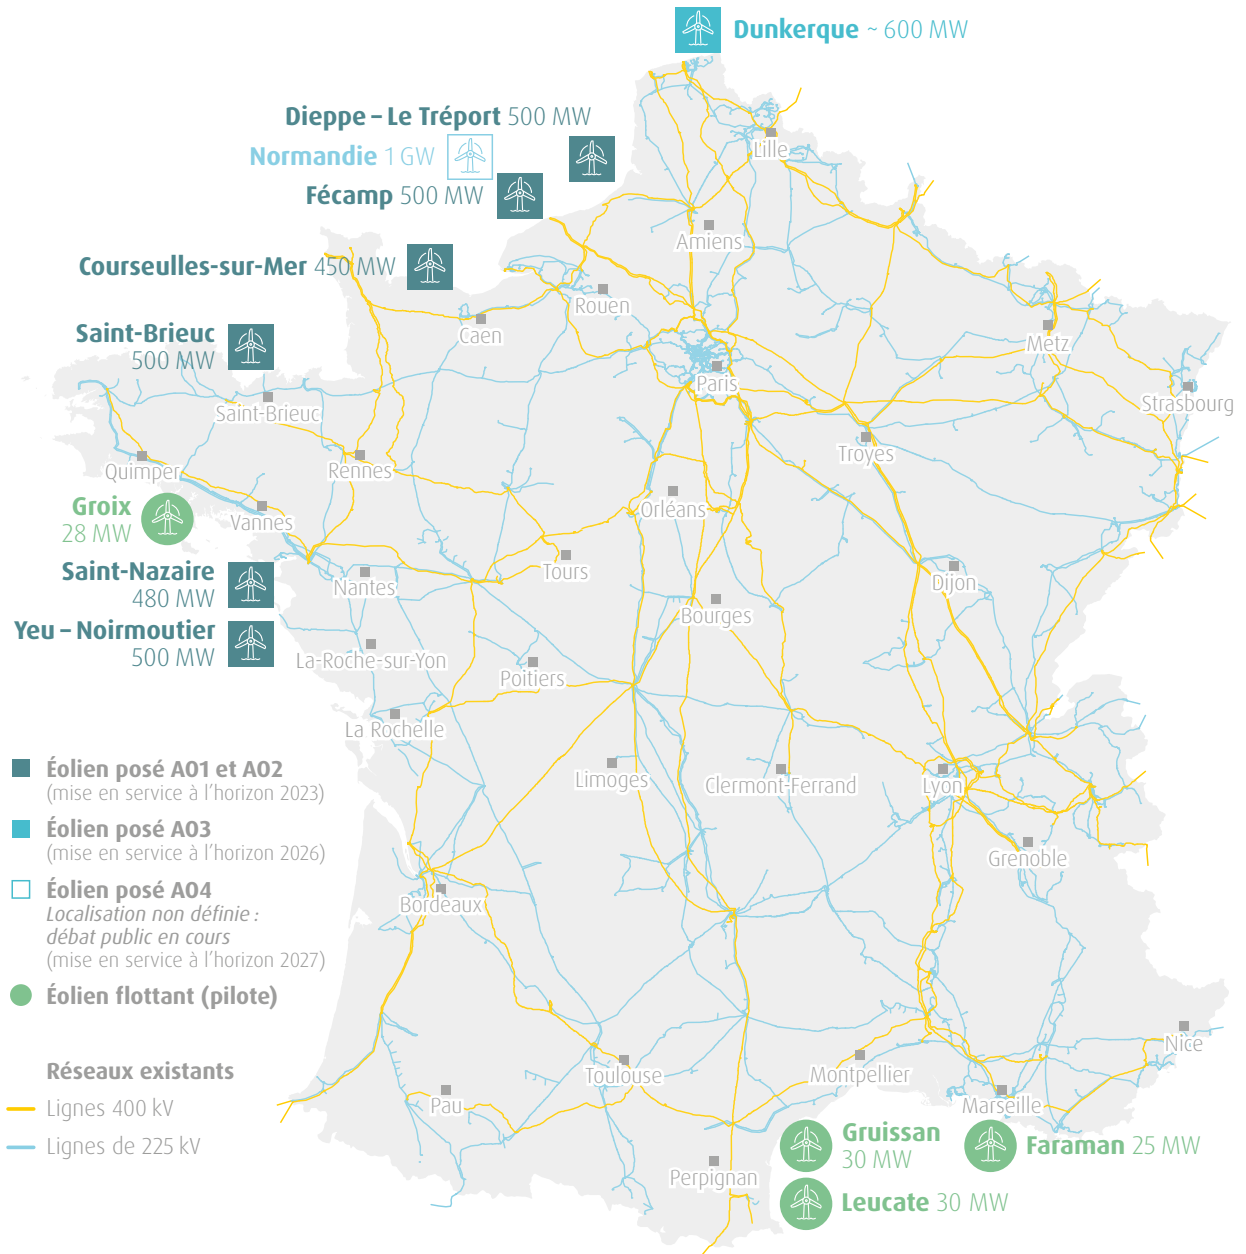 Dunkerque ~ 600 MW
Dieppe – Le Tréport 500 MW
Normandie 1 GW
Fécamp 500 MW
Courseulles-sur-Mer 450 MW
Saint-Brieuc
500 MW
Groix
28 MW
Saint-Nazaire
480 MW
Yeu – Noirmoutier
500 MW
Lille
Amiens
Rouen
Caen
Metz
Paris
Strasbourg
Saint-Brieuc
Troyes
Quimper
Rennes
Orléans
Vannes
Tours
Dijon
Nantes
Bourges
La-Roche-sur-Yon
Poitiers
La Rochelle
Limoges
Clermont-Ferrand
Lyon
Grenoble
Bordeaux
Nice
Toulouse
Montpellier
Pau
Marseille
Perpignan
Gruissan
30 MW
Faraman 25 MW
Leucate 30 MW
Éolien posé AO1 et AO2
(mise en service à l’horizon 2023)
Éolien posé AO3
(mise en service à l’horizon 2026)
Éolien posé AO4
Localisation non définie :
débat public en cours
(mise en service à l’horizon 2027)
Éolien flottant (pilote)
Réseaux existants
Lignes 400 kV
Lignes de 225 kV